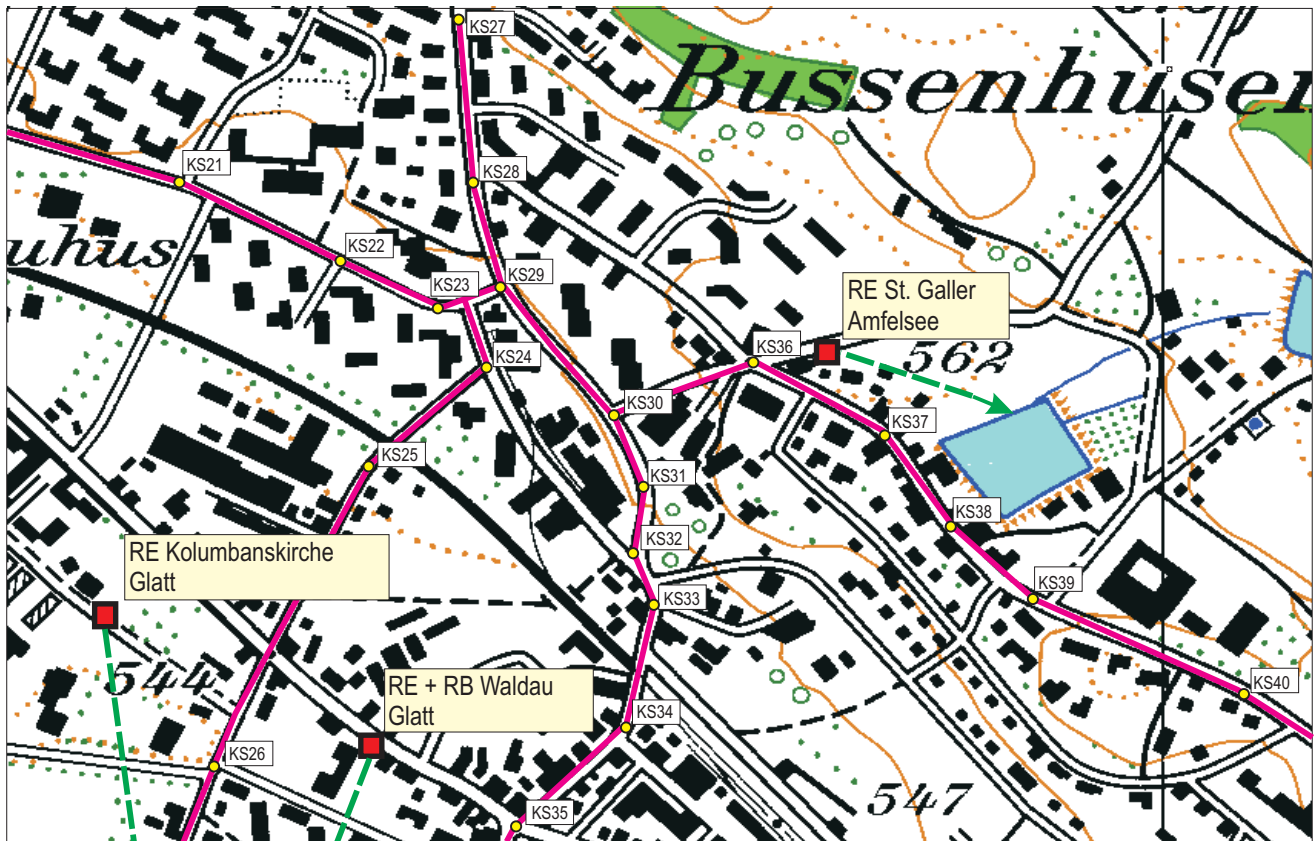 KS27
Bussenhusen
KS28
KS21
uhus
KS22
KS29
KS23
RE St. Galler
Amfelsee
KS24
KS36
562
KS30
KS37
KS25
KS31
KS38
RE Kolumbanskirche
Glatt
KS32
KS39
KS33
544
RE + RB Waldau
Glatt
KS40
KS34
KS26
547
KS35